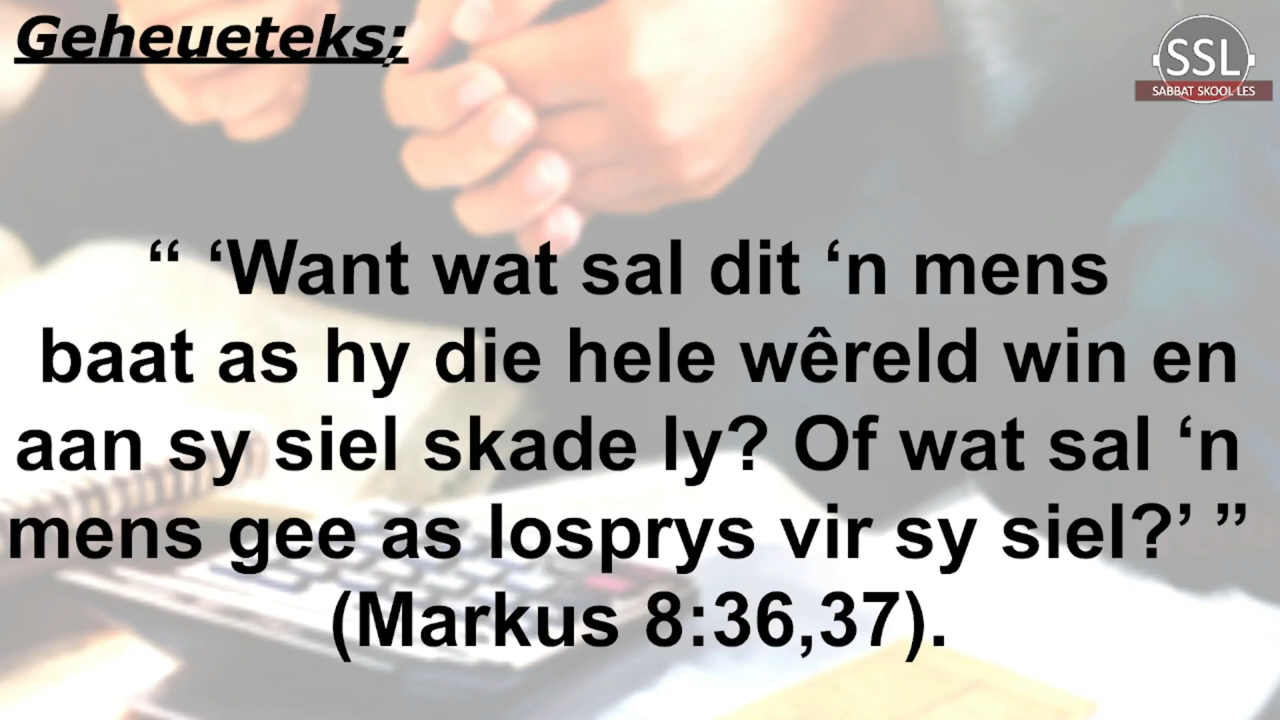 Geheueteks;
SSL
SABBAT SKOOL LES
“ ‘Want wat sal dit ‘n mens
baat as hy die hele wêreld win en
aan sy siel skade ly? Of wat sal ‘n
mens gee as losprys vir sy siel?’ ”
(Markus 8:36,37).